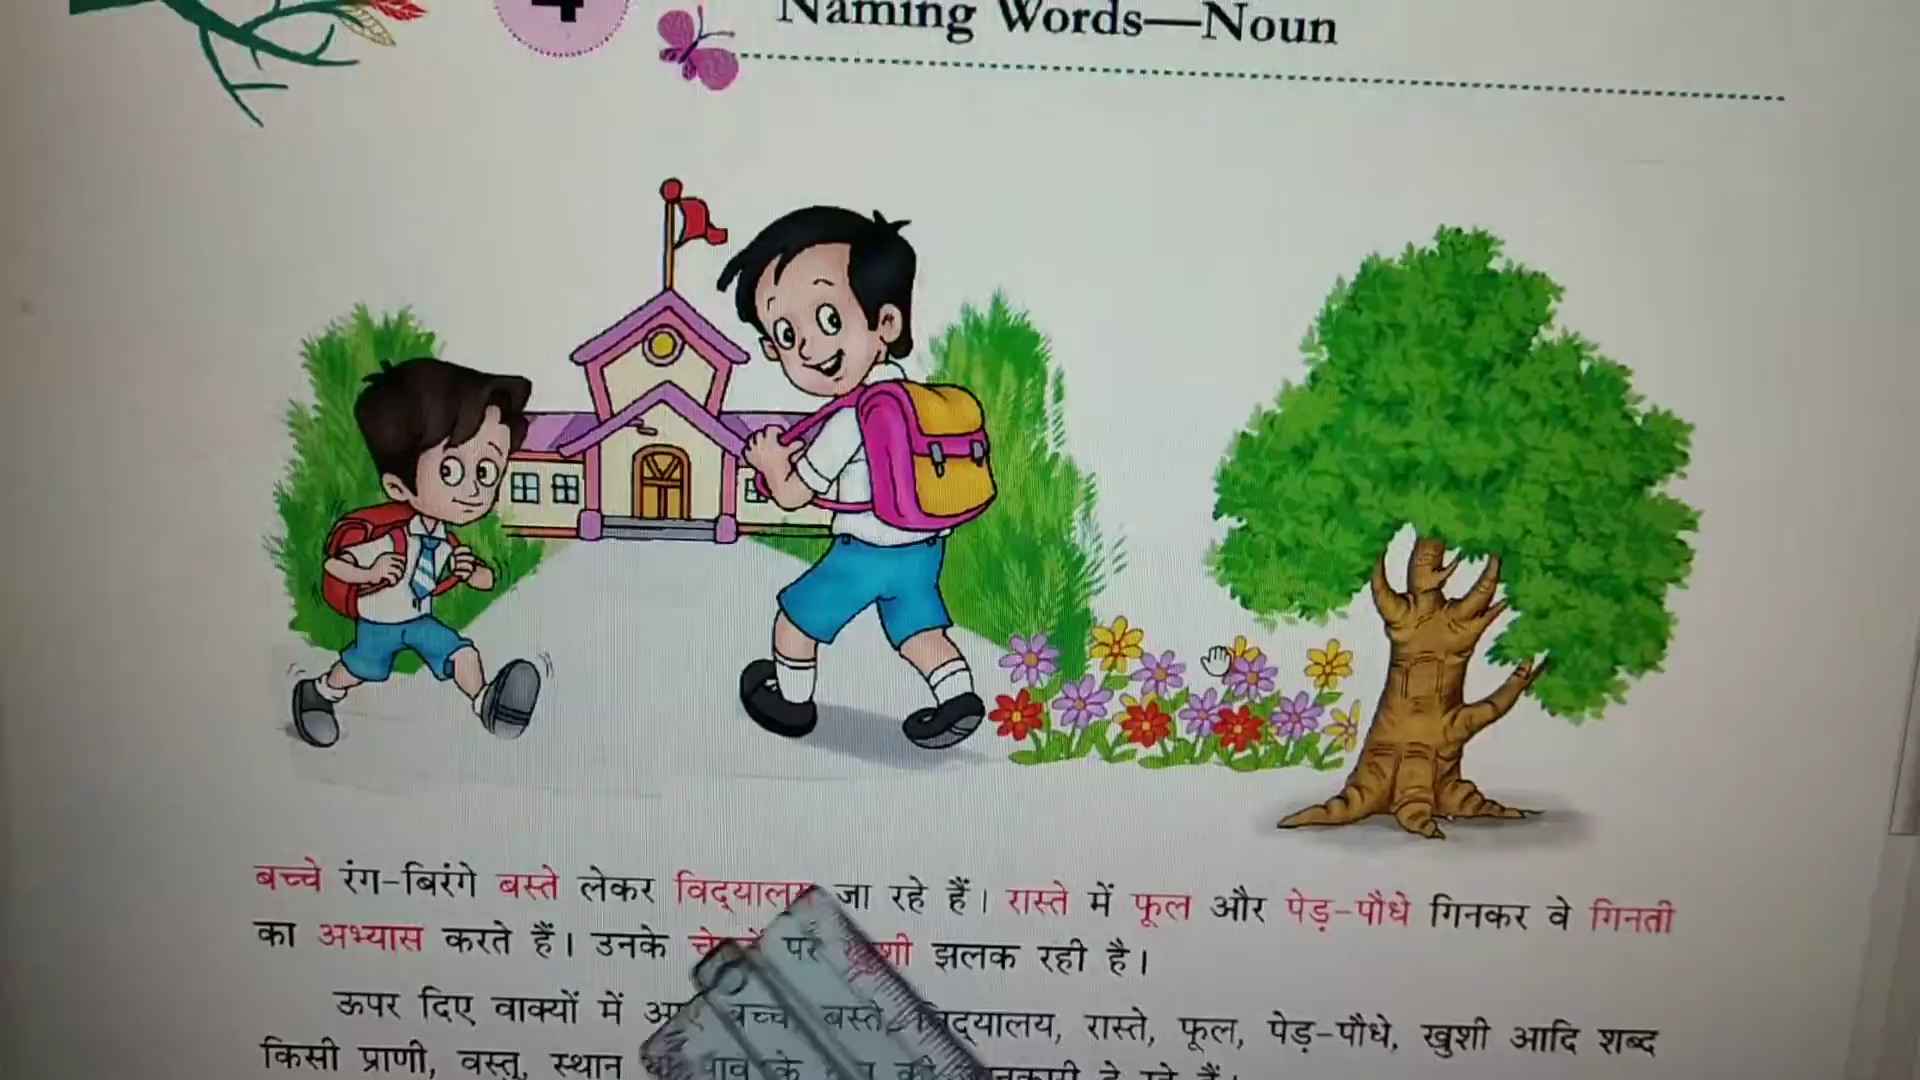 4
Naming Words—Noun
बच्चे रंग-बिरंगे बस्ते लेकर विद्यालय जा रहे हैं। रास्ते में फूल और पेड़-पौधे गिनकर वे गिनती
का अभ्यास करते हैं। उनके पर झलक रही है।
ऊपर दिए वाक्यों में बस्ते, विद्यालय, रास्ते, फूल, पेड़-पौधे, खुशी आदि शब्द
किसी प्राणी, वस्तु, स्थान के